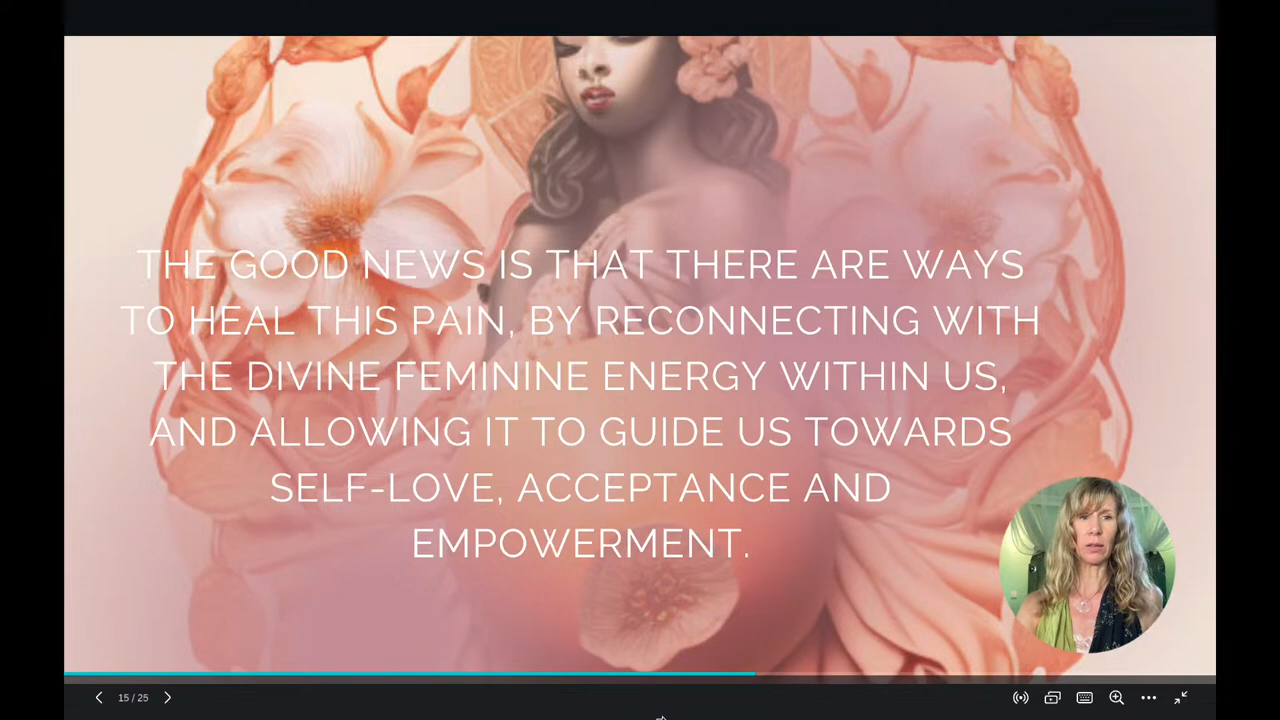 THE GOOD NEWS IS THAT THERE ARE WAYS
TO HEAL THIS PAIN, BY RECONNECTING WITH
THE DIVINE FEMININE ENERGY WITHIN US,
AND ALLOWING IT TO GUIDE US TOWARDS
SELF-LOVE, ACCEPTANCE AND
EMPOWERMENT.
15 / 25